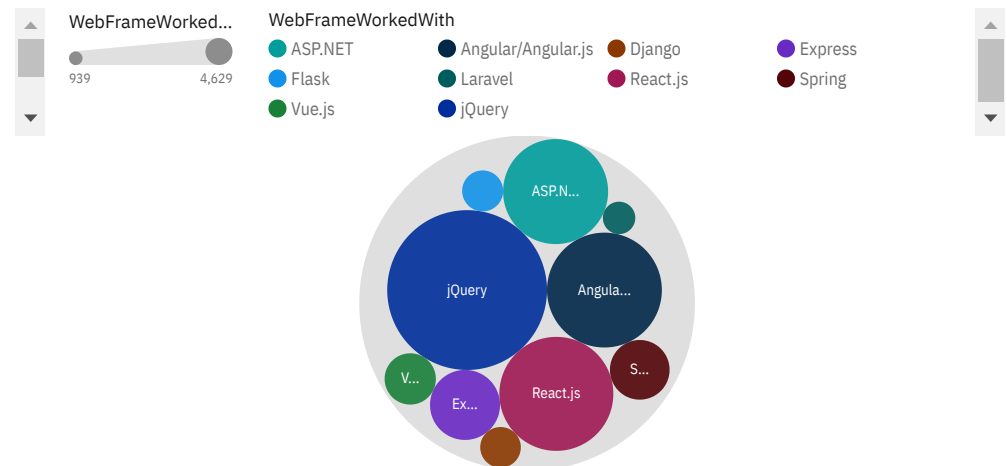 WebFrameWorked...
939 4,629
WebFrameWorkedWith
ASP.NET Angular/Angular.js Django Express
Flask Laravel React.js Spring
Vue.js jQuery
ASP.N...
jQuery Angula...
V... Ex... React.js S...